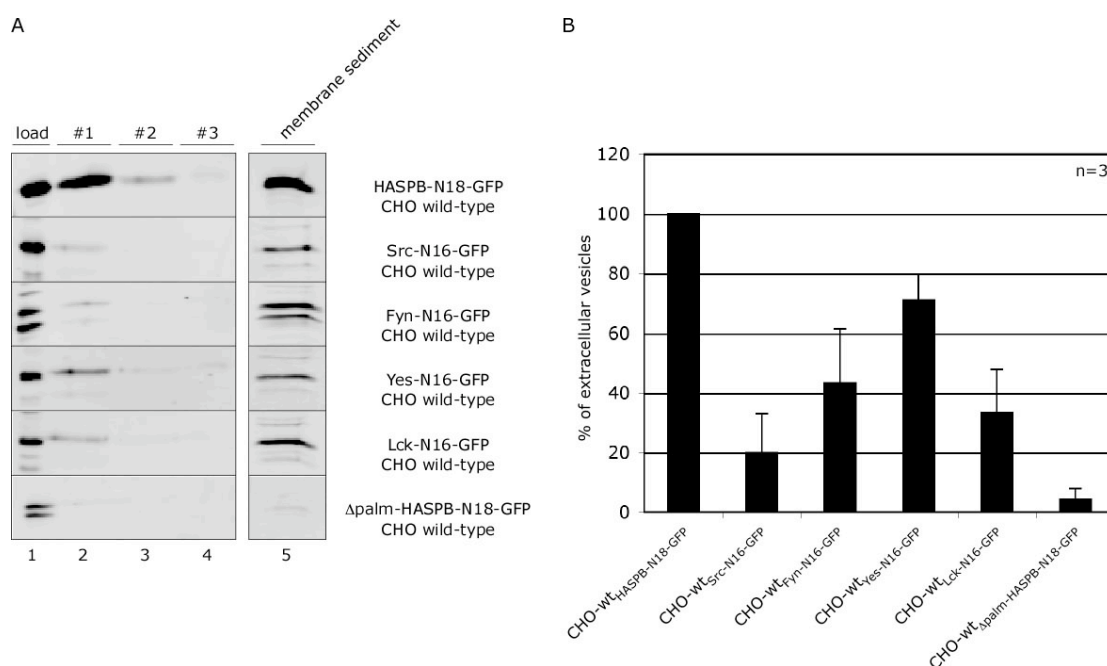 A
load
#1
#2
#3
membrane sediment
HASPB-N18-GFP
CHO wild-type
Src-N16-GFP
CHO wild-type
Fyn-N16-GFP
CHO wild-type
Yes-N16-GFP
CHO wild-type
Lck-N16-GFP
CHO wild-type
Δpalm-HASPB-N18-GFP
CHO wild-type
1
2
3
4
5
B
% of extracellular vesicles
120
100
80
60
40
20
0
n=3
CHO-wtHASPB-N18-GFP
CHO-wtSrc-N16-GFP
CHO-wtFyn-N16-GFP
CHO-wtYes-N16-GFP
CHO-wtLck-N16-GFP
CHO-wtΔpalm-HASPB-N18-GFP